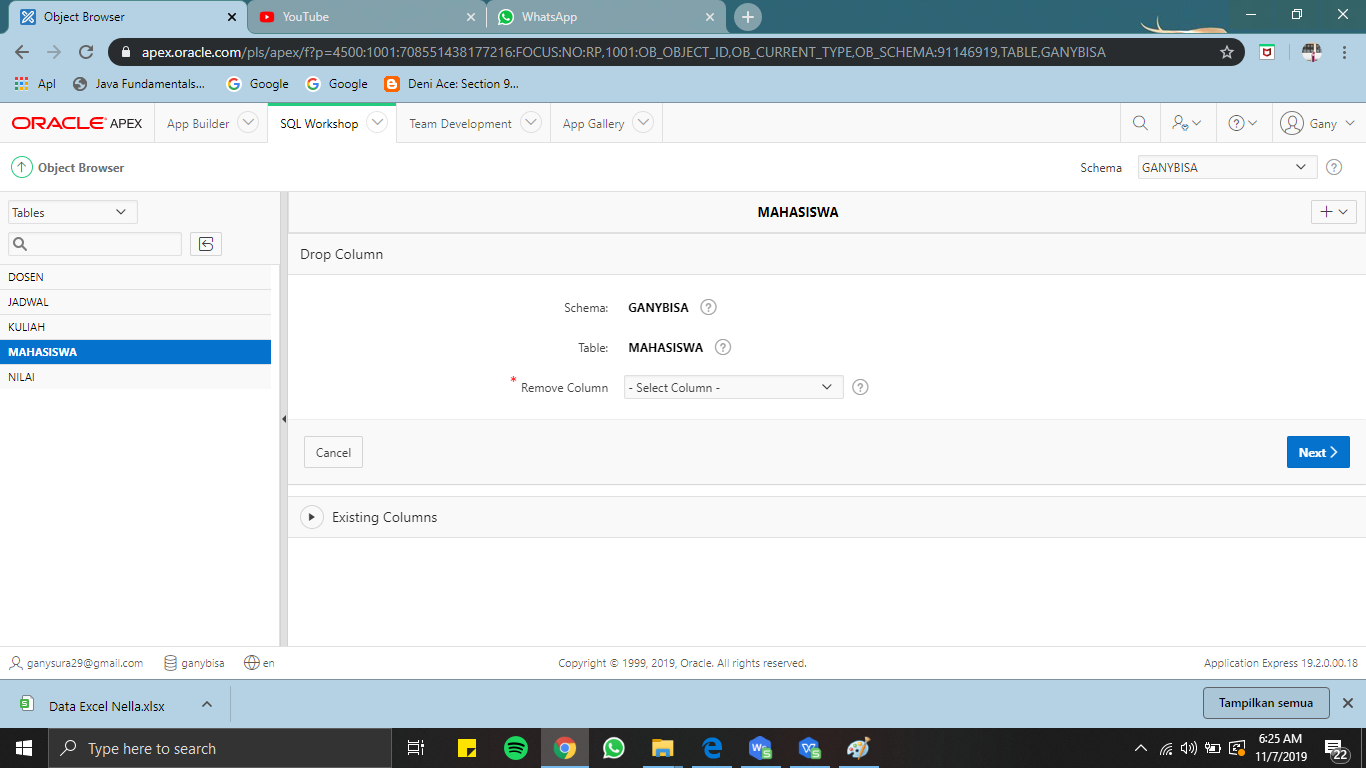 Object Browser
YouTube
WhatsApp
apex.oracle.com/pls/apex/f?p=4500:1001:708551438177216:FOCUS:NO:RP,1001:OB_OBJECT_ID,OB_CURRENT_TYPE,OB_SCHEMA:91146919,TABLE,GANYBISA
Apl
Java Fundamentals...
Google
Google
Deni Ace: Section 9...
ORACLE APEX
App Builder
SQL Workshop
Team Development
App Gallery
Gany
Object Browser
Schema
GANYBISA
Tables
MAHASISWA
DOSEN
JADWAL
KULIAH
MAHASISWA
NILAI
Drop Column
Schema: GANYBISA
Table: MAHASISWA
* Remove Column - Select Column -
Cancel
Next
Existing Columns
ganysura29@gmail.com
ganybisa
en
Copyright © 1999, 2019, Oracle. All rights reserved.
Application Express 19.2.0.00.18
Data Excel Nella.xlsx
Tampilkan semua
Type here to search
6:25 AM
11/7/2019
22